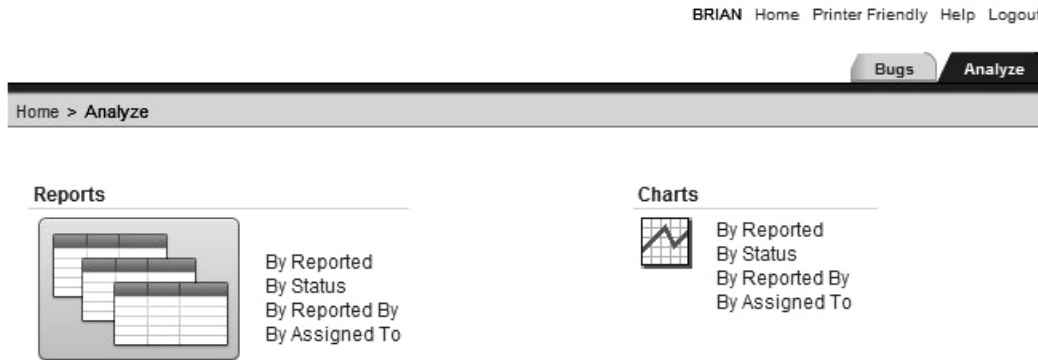 BRIAN Home Printer Friendly Help Logout
Bugs Analyze
Home > Analyze
Reports
By Reported
By Status
By Reported By
By Assigned To
Charts
By Reported
By Status
By Reported By
By Assigned To